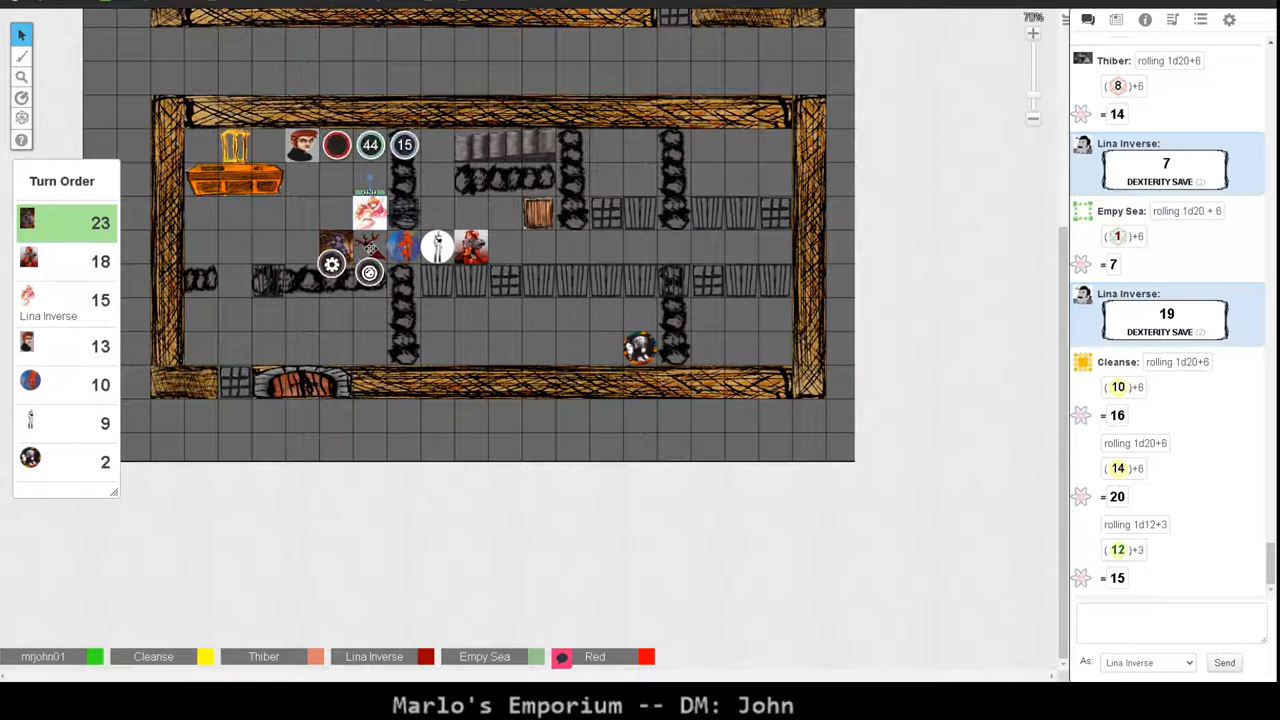 78%
Turn Order
23
18
15
Lina Inverse
13
10
9
2
44
15
Thiber: rolling 1d20+6
(8)+6
= 14
Lina Inverse:
7
DEXTERITY SAVE (2)
Empy Sea: rolling 1d20 + 6
(1)+6
= 7
Lina Inverse:
19
DEXTERITY SAVE (2)
Cleanse: rolling 1d20+6
(10)+6
= 16
rolling 1d20+6
(14)+6
= 20
rolling 1d12+3
(12)+3
= 15
As: Lina Inverse Send
mrjohn01 Cleanse Thiber Lina Inverse Empy Sea Red
Marlo's Emporium -- DM: John